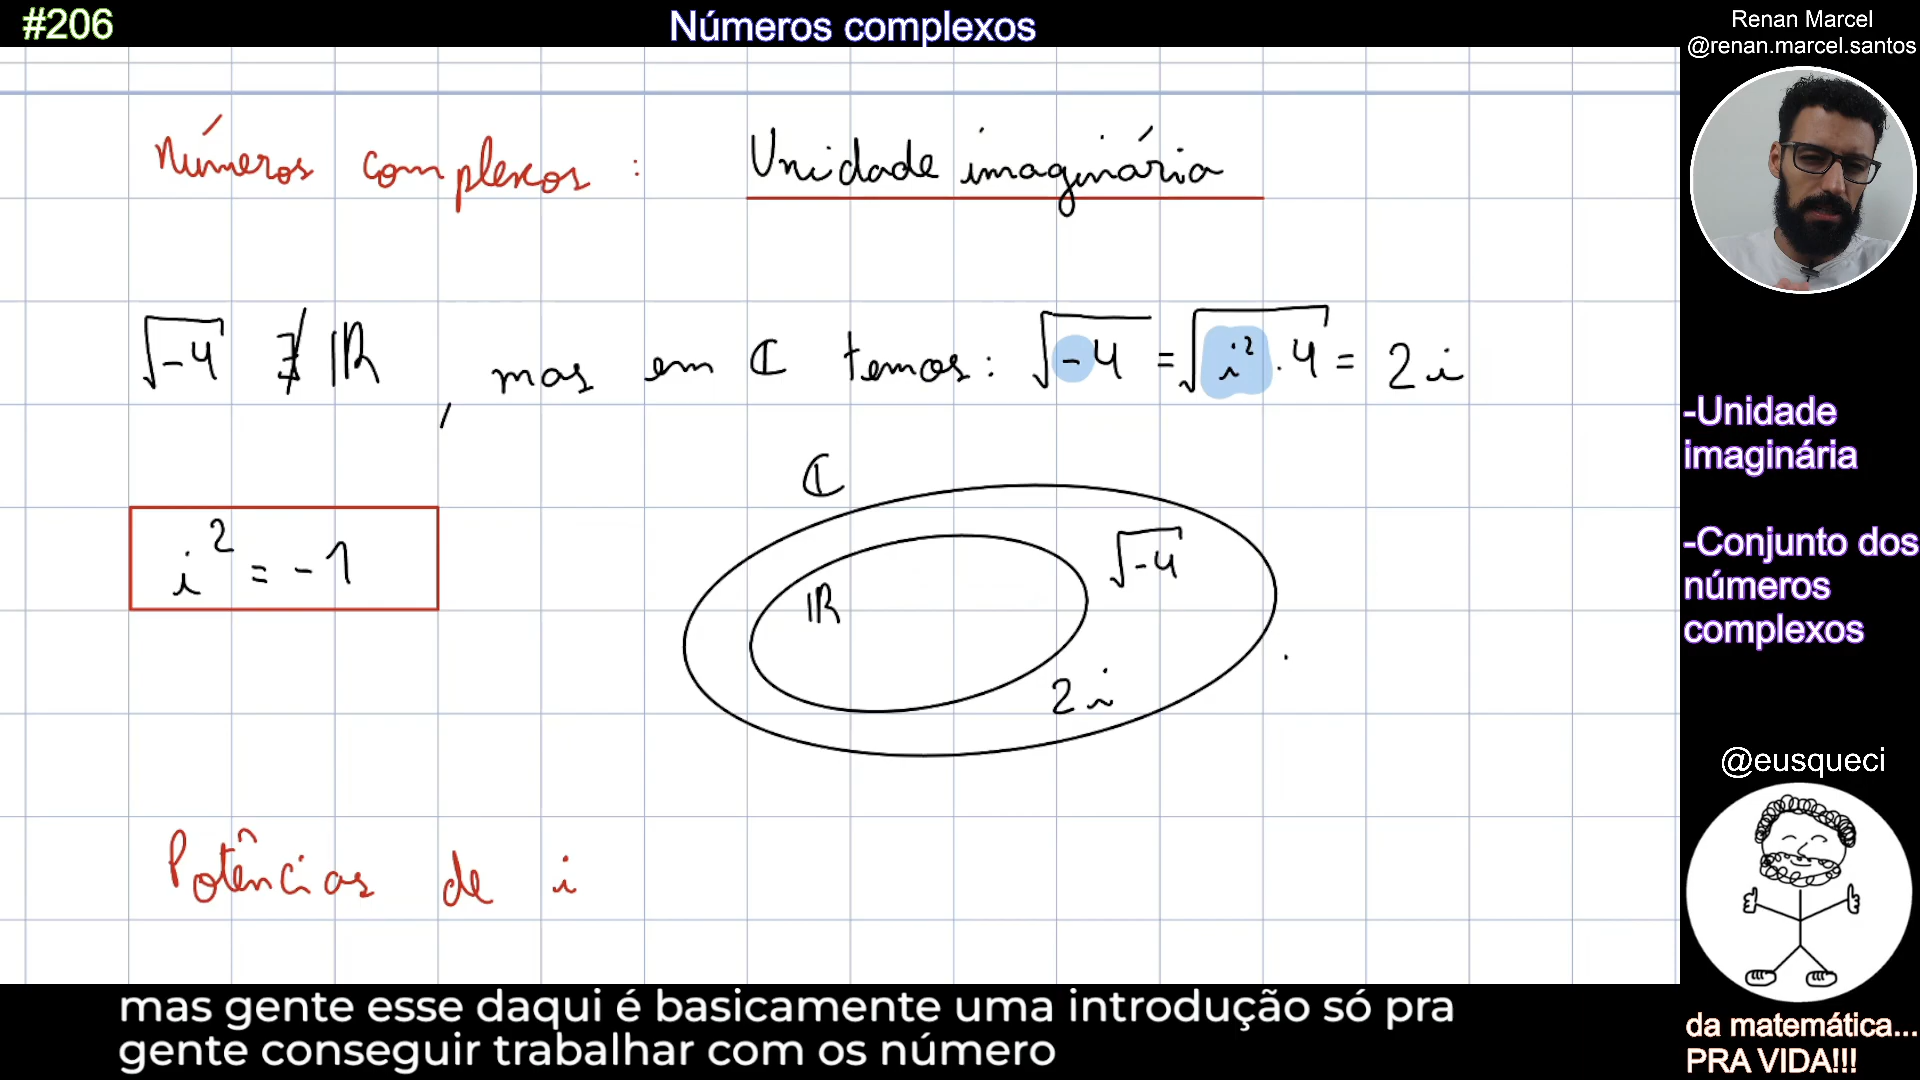 #206
Números complexos
Renan Marcel
@renan.marcel.santos
Números complexos : Unidade imaginária
√-4 ∄ ℝ , mas em ℂ temos: √-4 = √i².4 = 2i
ℂ
i² = -1
√-4
ℝ
2i
Potências de i
-Unidade
imaginária
-Conjunto dos
números
complexos
@eusqueci
da matemática...
PRA VIDA!!!
mas gente esse daqui é basicamente uma introdução só pra
gente conseguir trabalhar com os número